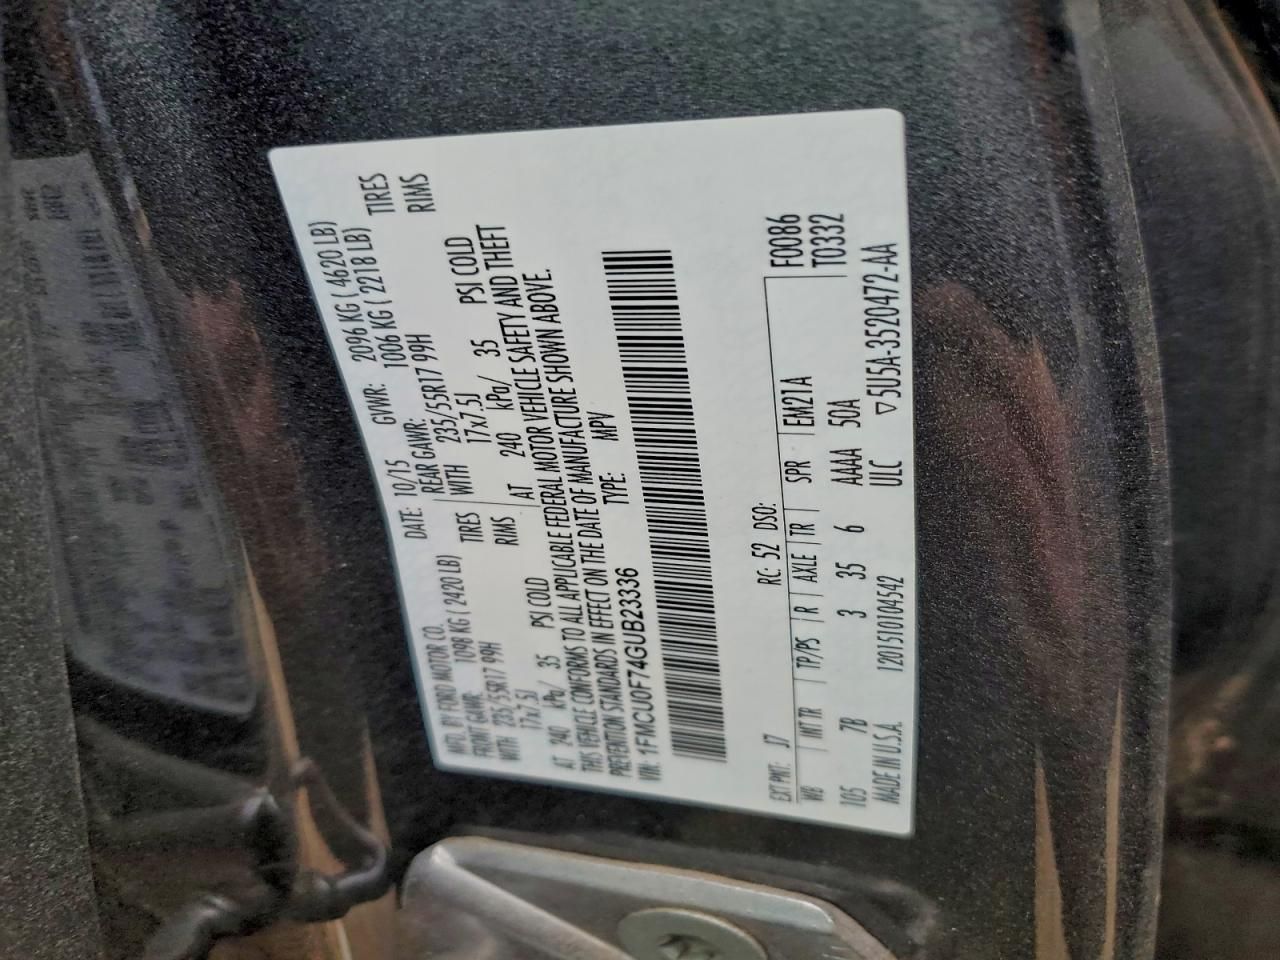 MFD. BY FORD MOTOR CO.
DATE: 10/15 GVWR: 2096 KG ( 4620 LB)
FRONT GAWR: 1098 KG ( 2420 LB) REAR GAWR: 1006 KG ( 2218 LB)
WITH 235/55R17 99H TIRES WITH 235/55R17 99H TIRES
17x7.5J RIMS 17x7.5J RIMS
AT 240 kPa/ 35 PSI COLD AT 240 kPa/ 35 PSI COLD
THIS VEHICLE CONFORMS TO ALL APPLICABLE FEDERAL MOTOR VEHICLE SAFETY AND THEFT
PREVENTION STANDARDS IN EFFECT ON THE DATE OF MANUFACTURE SHOWN ABOVE.
VIN: 1FMCU0F74GUB23336 TYPE: MPV
F0086
EXT PNT: J7 RC: 52 DSO: T0332
WB INT TR TP/PS R AXLE TR SPR EM21A
105 7B 3 35 6 AAAA 50A
MADE IN U.S.A. 12015101 04542 ULC ▽5U5A-3520472-AA